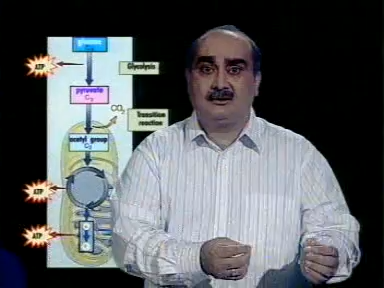 glucose
ATP
Glycolysis
pyruvate
C3
CO2
Transition
reaction
acetyl group
C2
ATP
ATP